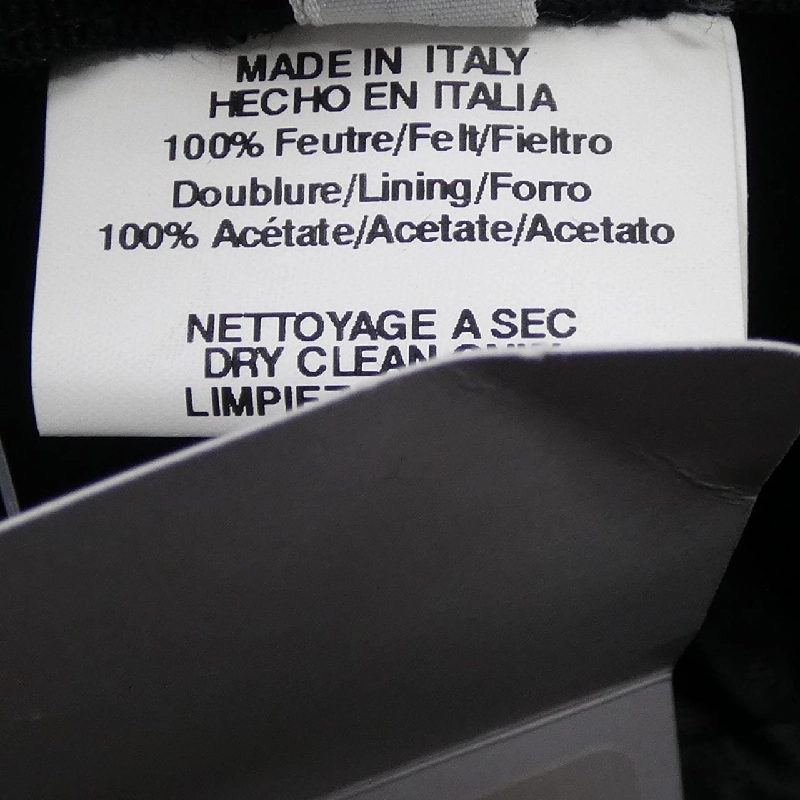 MADE IN ITALY
HECHO EN ITALIA
100% Feutre/Felt/Fieltro
Doublure/Lining/Forro
100% Acétate/Acetate/Acetato
NETTOYAGE A SEC
DRY CLEAN